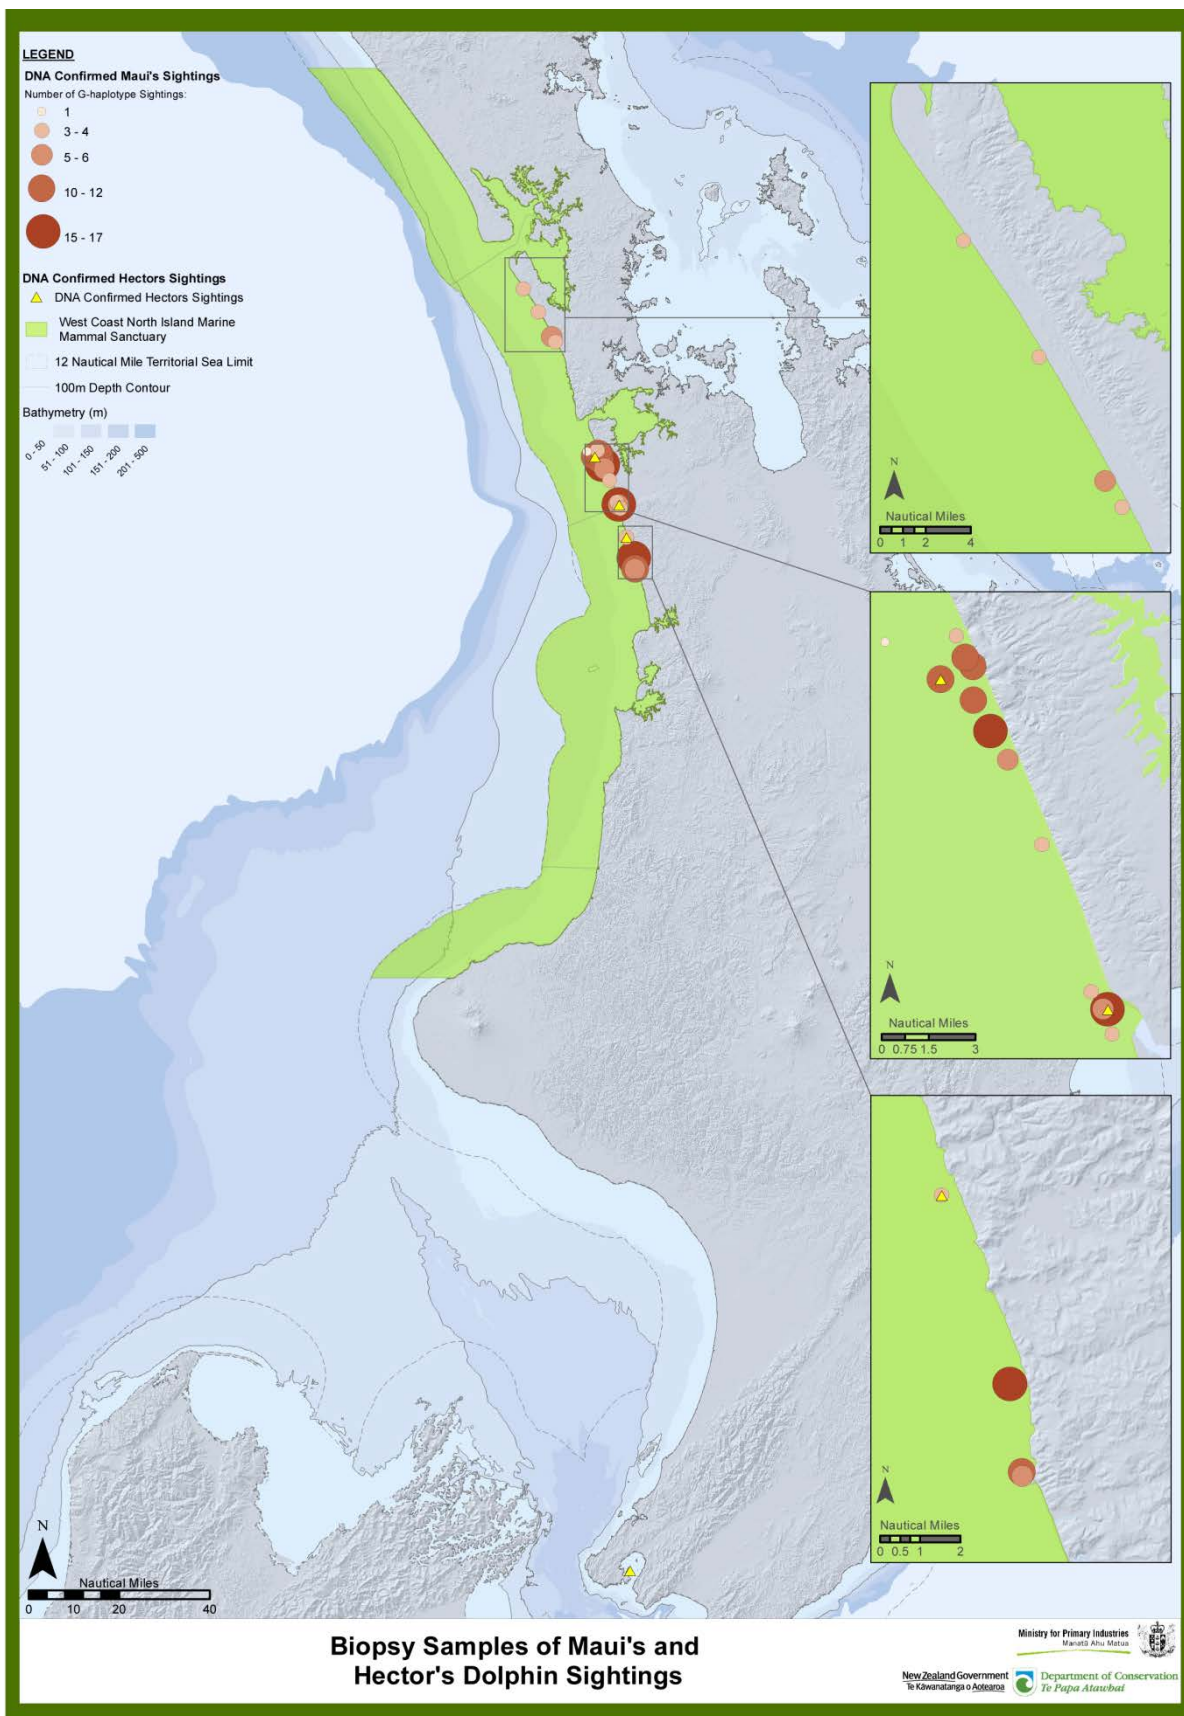 LEGEND
DNA Confirmed Maui's Sightings
Number of G-haplotype Sightings:
1
3 - 4
5 - 6
10 - 12
15 - 17
DNA Confirmed Hectors Sightings
DNA Confirmed Hectors Sightings
West Coast North Island Marine
Mammal Sanctuary
12 Nautical Mile Territorial Sea Limit
100m Depth Contour
Bathymetry (m)
0 - 50
51 - 100
101 - 150
151 - 200
201 - 500
N
Nautical Miles
0 1 2 4
N
Nautical Miles
0 0.75 1.5 3
N
Nautical Miles
0 0.5 1 2
N
Nautical Miles
0 10 20 40
Biopsy Samples of Maui's and
Hector's Dolphin Sightings
Ministry for Primary Industries
Manatū Ahu Matua
New Zealand Government
Te Kāwanatanga o Aotearoa
Department of Conservation
Te Papa Atawbai